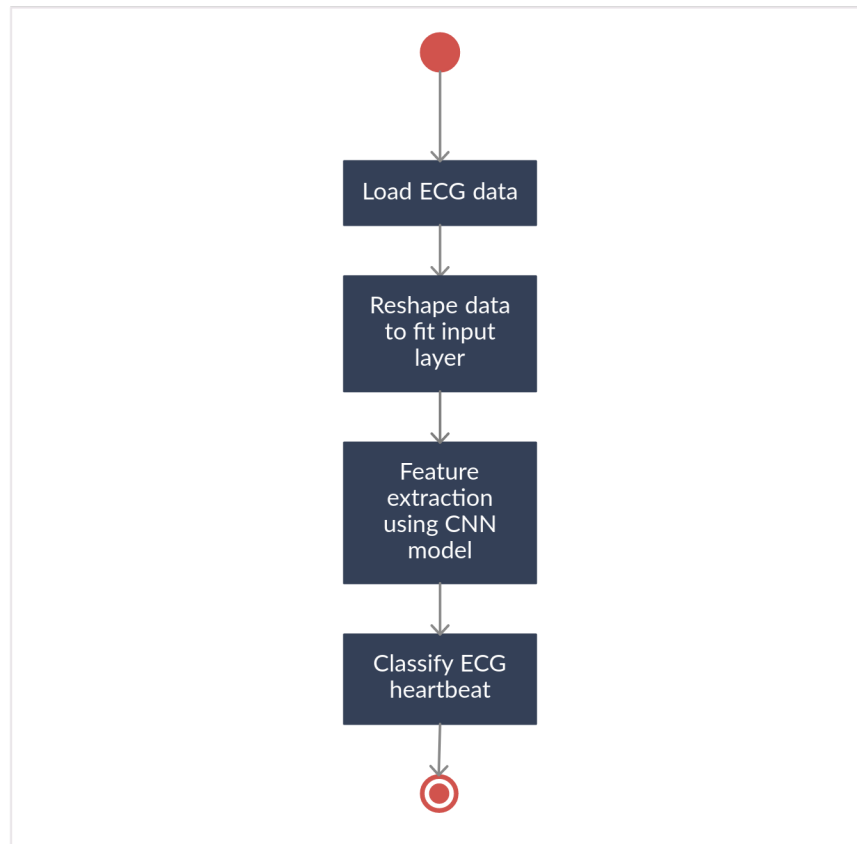 Load ECG data
Reshape data
to fit input
layer
Feature
extraction
using CNN
model
Classify ECG
heartbeat